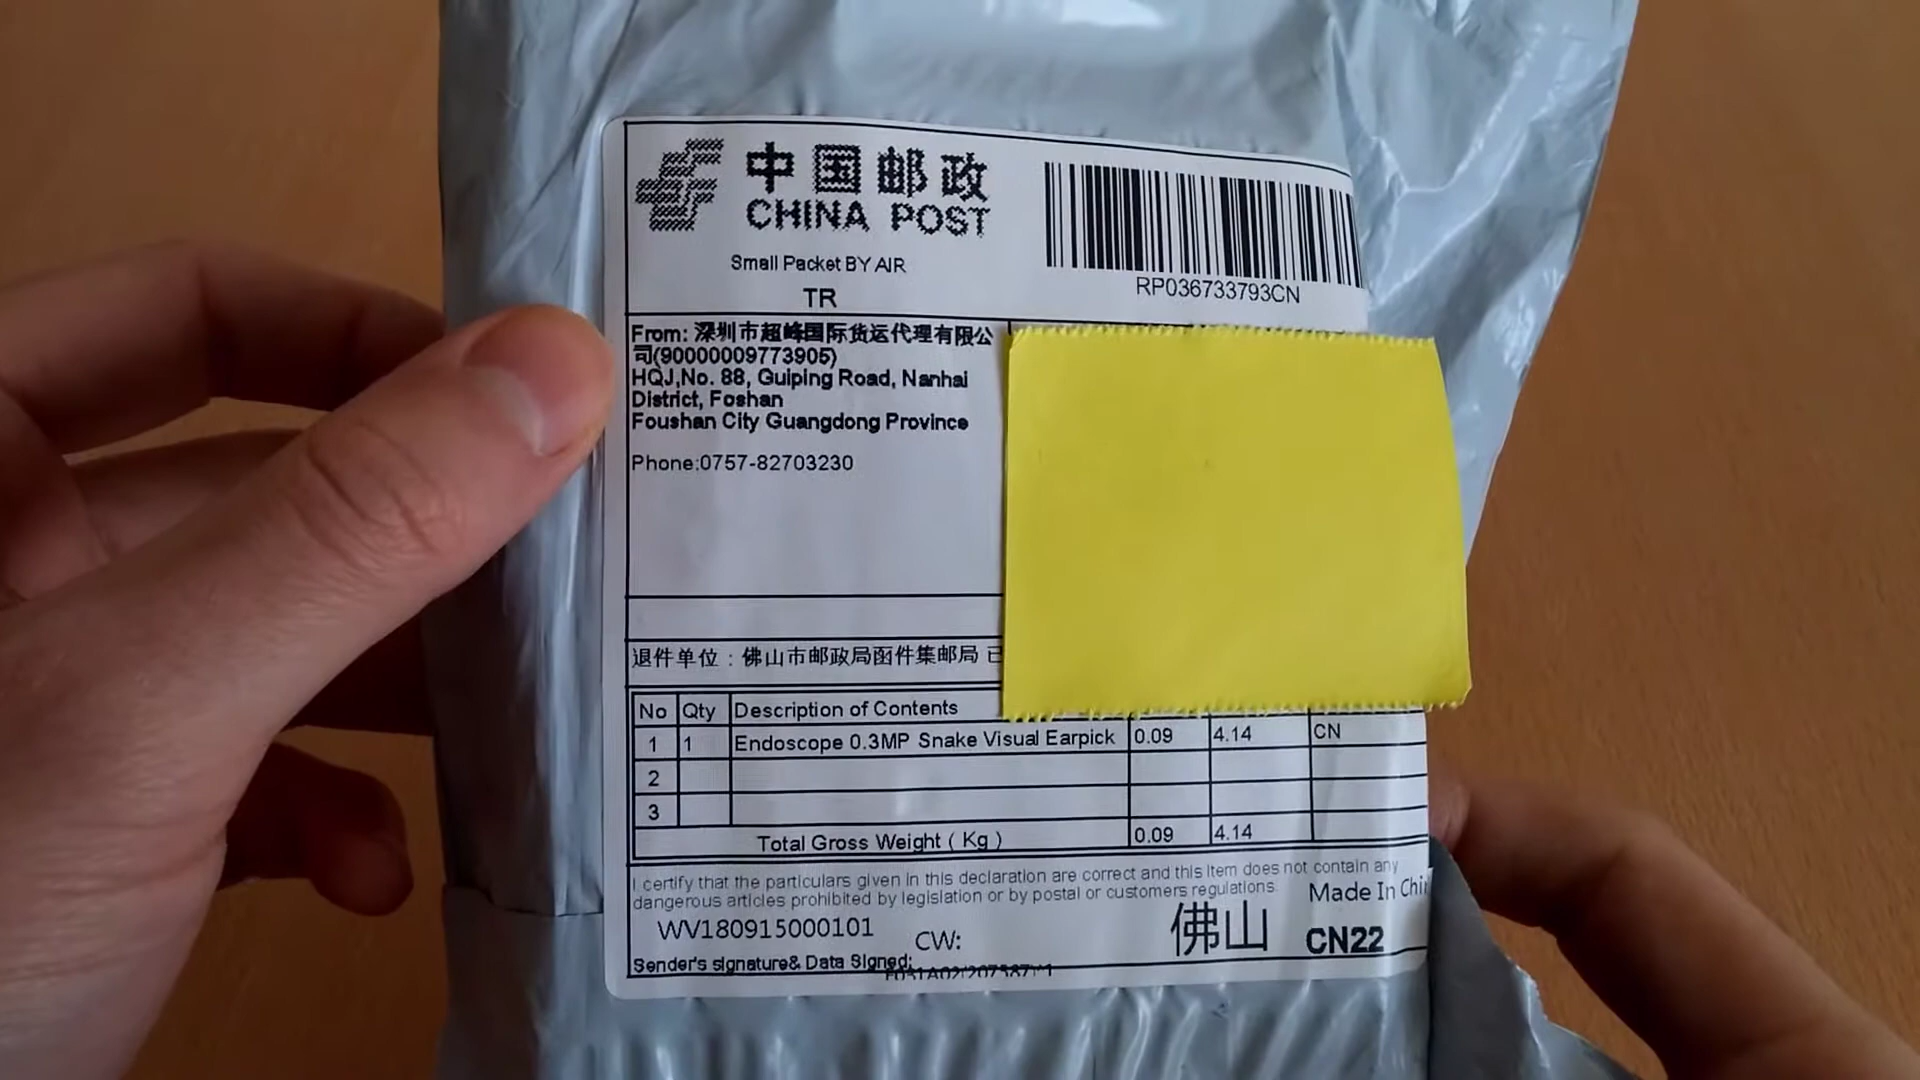 中国邮政
CHINA POST
Small Packet BY AIR
TR
RP036733793CN
From: 深圳市超峰国际货运代理有限公
司(90000009773905)
HQJ,No. 88, Guiping Road, Nanhai
District, Foshan
Foushan City Guangdong Province
Phone:0757-82703230
退件单位：佛山市邮政局函件集邮局 已
No Qty Description of Contents
1 1 Endoscope 0.3MP Snake Visual Earpick 0.09 4.14 CN
2
3
Total Gross Weight ( Kg ) 0.09 4.14
I certify that the particulars given in this declaration are correct and this item does not contain any
dangerous articles prohibited by legislation or by postal or customers regulations.
Made In Chi
WV180915000101
CW:
佛山
CN22
Sender's signature& Data Signed: